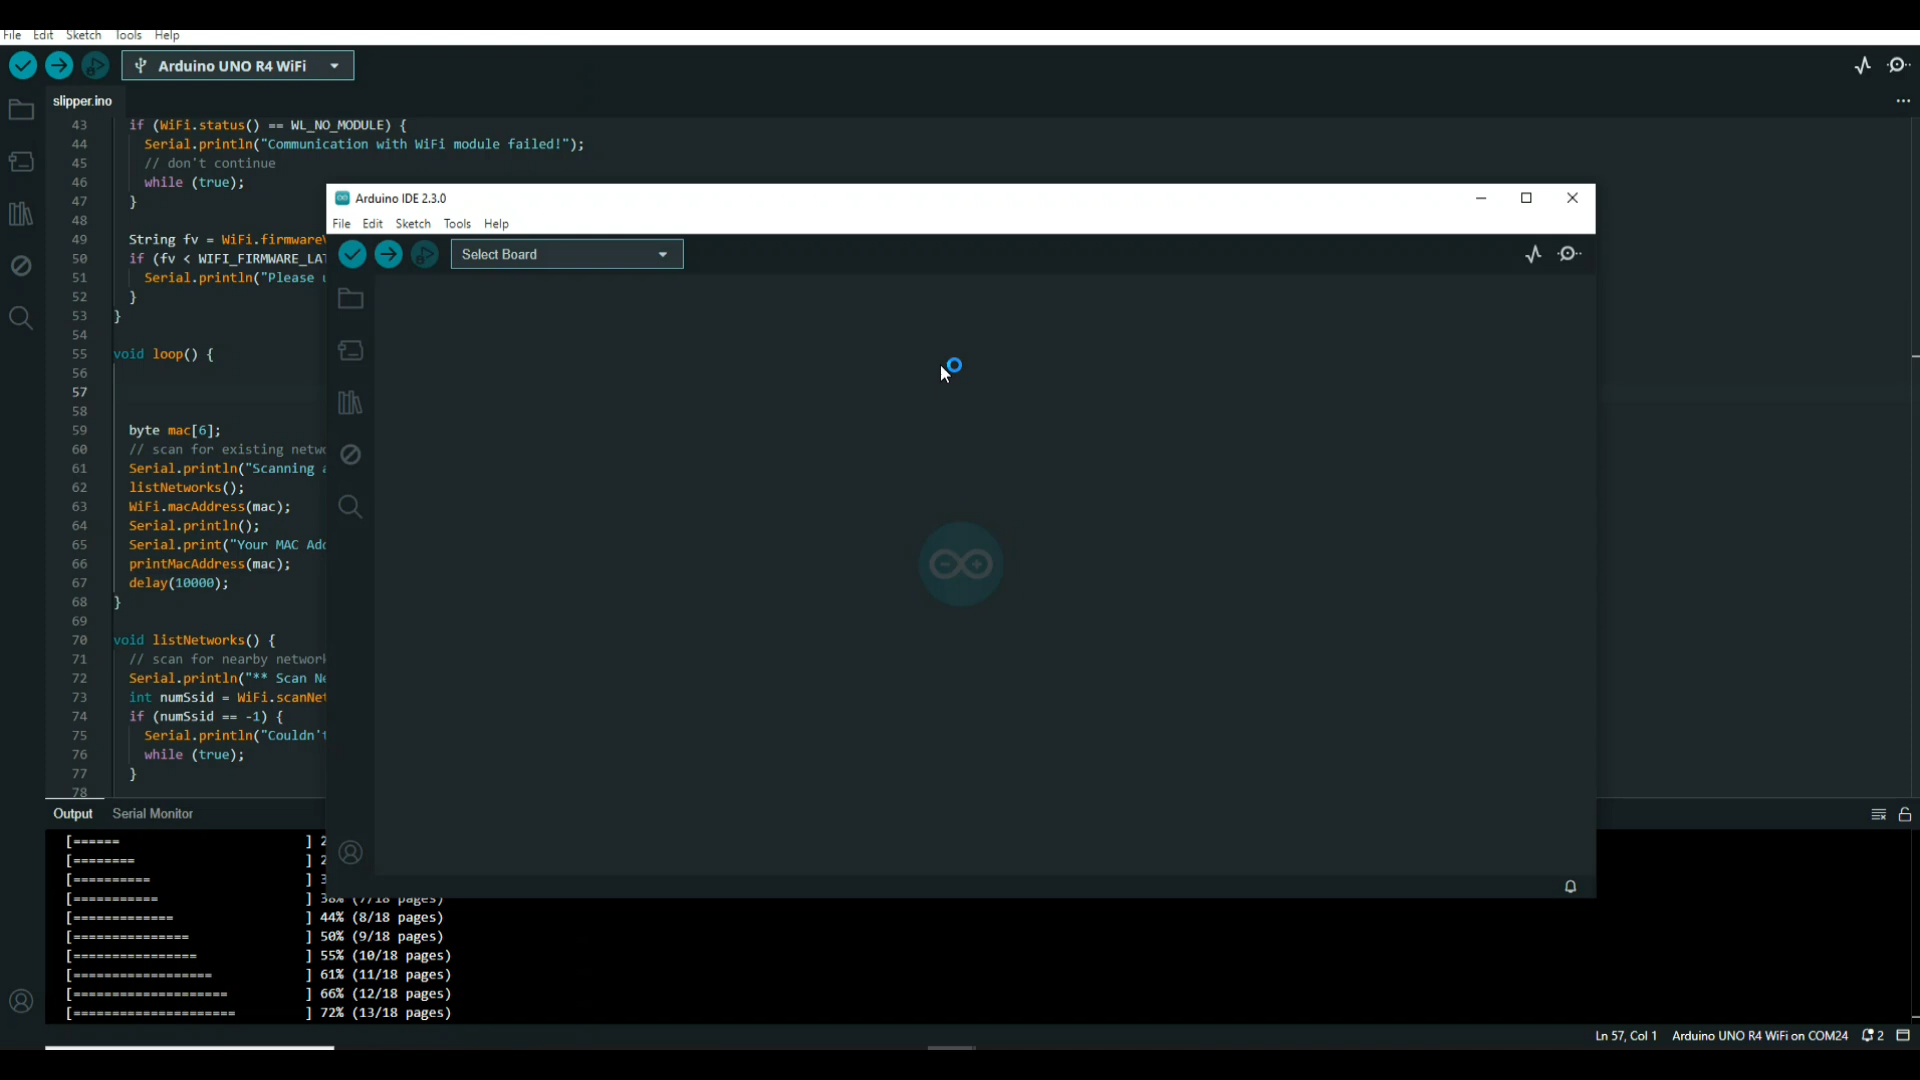 File Edit Sketch Tools Help
Arduino UNO R4 WiFi
slipper.ino
43 if (WiFi.status() == WL_NO_MODULE) {
44 Serial.println("Communication with WiFi module failed!");
45 // don't continue
46 while (true);
47 }
48
49 String fv = WiFi.firmware
50 if (fv < WIFI_FIRMWARE_LAT
51 Serial.println("Please
52 }
53 }
54
55 void loop() {
56
57
58
59 byte mac[6];
60 // scan for existing netw
61 Serial.println("Scanning
62 listNetworks();
63 WiFi.macAddress(mac);
64 Serial.println();
65 Serial.print("Your MAC Add
66 printMacAddress(mac);
67 delay(10000);
68 }
69
70 void listNetworks() {
71 // scan for nearby network
72 Serial.println("** Scan Ne
73 int numSsid = WiFi.scanNet
74 if (numSsid == -1) {
75 Serial.println("Couldn't
76 while (true);
77 }
78
Arduino IDE 2.3.0
File Edit Sketch Tools Help
Select Board
Output Serial Monitor
[====== ] 2
[======== ] 2
[========== ] 3
[=========== ] 38% (7/18 pages)
[============= ] 44% (8/18 pages)
[=============== ] 50% (9/18 pages)
[================ ] 55% (10/18 pages)
[================== ] 61% (11/18 pages)
[==================== ] 66% (12/18 pages)
[===================== ] 72% (13/18 pages)
Ln 57, Col 1 Arduino UNO R4 WiFi on COM24 2